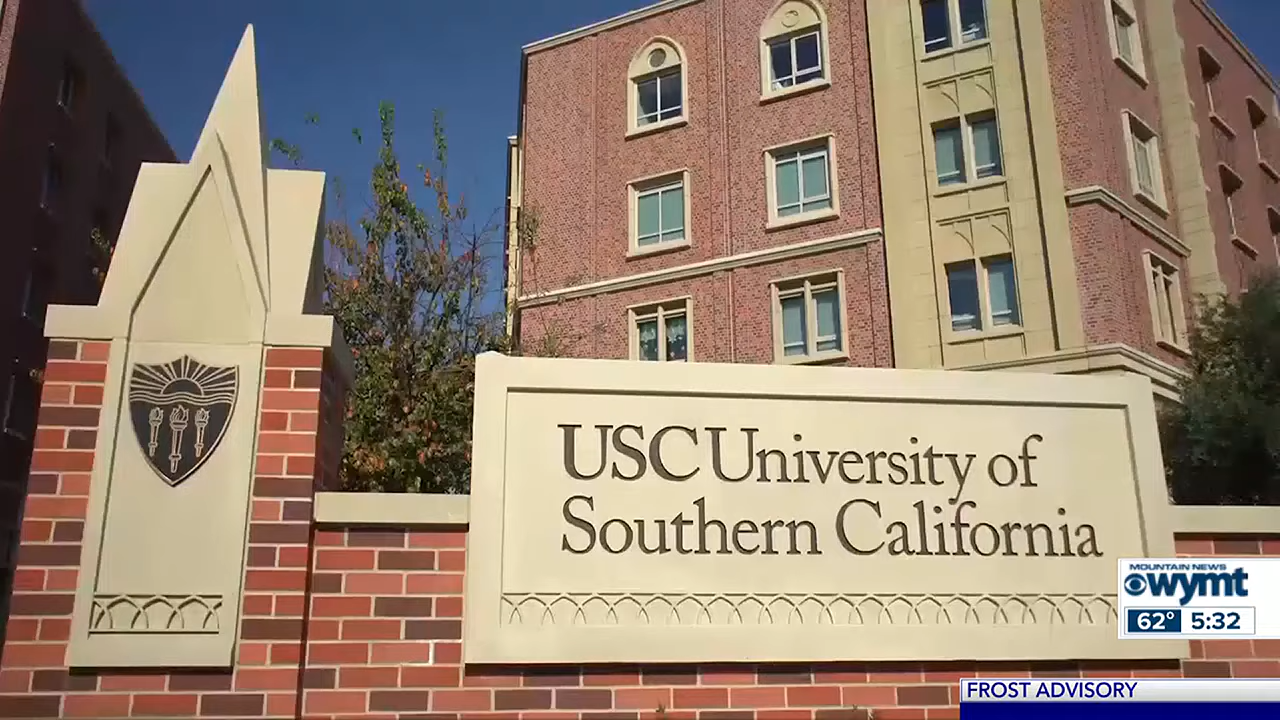 USC University of
Southern California
MOUNTAIN NEWS
wymt
62° 5:32
FROST ADVISORY